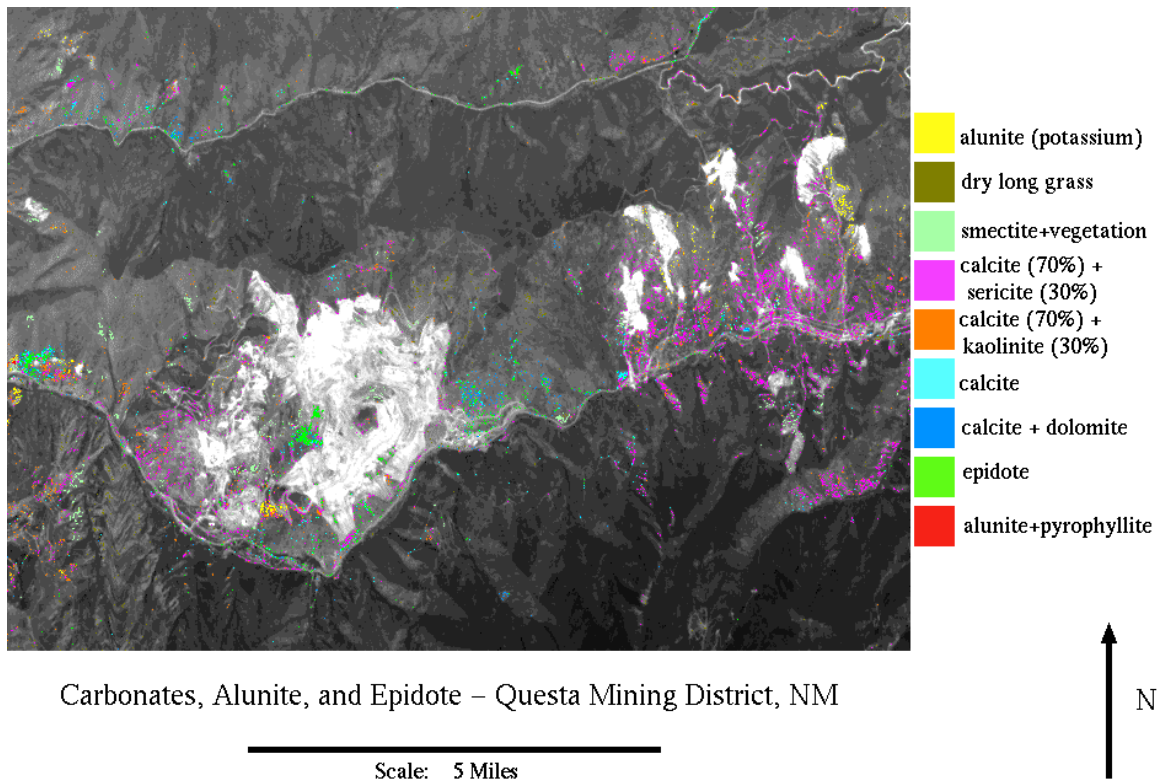 alunite (potassium)
dry long grass
smectite+vegetation
calcite (70%) +
sericite (30%)
calcite (70%) +
kaolinite (30%)
calcite
calcite + dolomite
epidote
alunite+pyrophyllite
Carbonates, Alunite, and Epidote – Questa Mining District, NM
N
Scale: 5 Miles